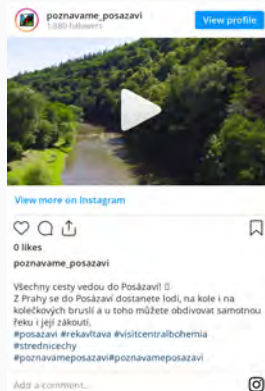 poznavame_posazavi
1,880 followers
View profile
View more on Instagram
0 likes
poznavame_posazavi
Všechny cesty vedou do Posázaví! 
Z Prahy se do Posázaví dostanete lodí, na kole i na
kolečkových bruslí a u toho můžete obdivovat samotnou
řeku i její zákoutí,
#posazavi #rekavltava #visitcentralbohemia
#strednicechy
#poznavameposazavi#poznavameposazavi
Add a comment...